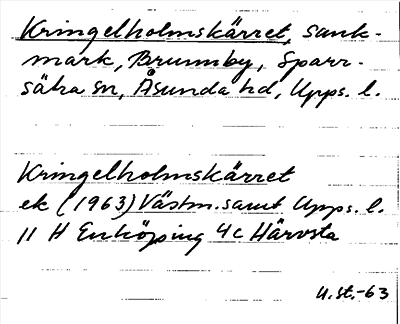 Kringelholmskärret, sank-
mark, Brunnby, Sparr-
sätra sn, Åsunda hd, Upps. l.
Kringelholmskärret
ek (1963) Västm. samt Upps. l.
11 H Enköping 4c Härvsta
U.st.-63